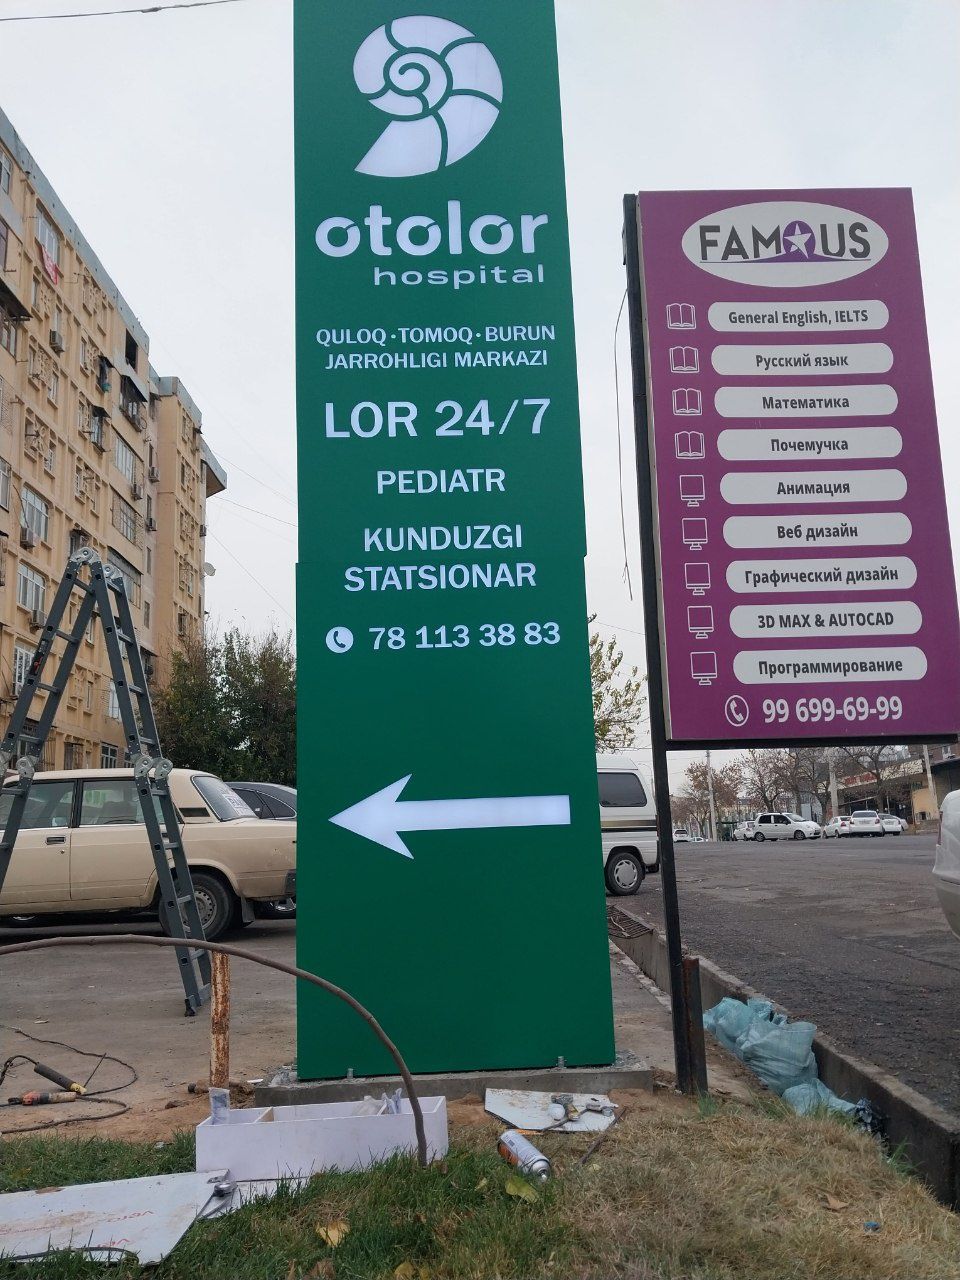 otolor
hospital
QULOQ·TOMOQ·BURUN
JARROHLIGI MARKAZI
LOR 24/7
PEDIATR
KUNDUZGI
STATSIONAR
78 113 38 83
FAMOUS
General English, IELTS
Русский язык
Математика
Почемучка
Анимация
Веб дизайн
Графический дизайн
3D MAX & AUTOCAD
Программирование
99 699-69-99